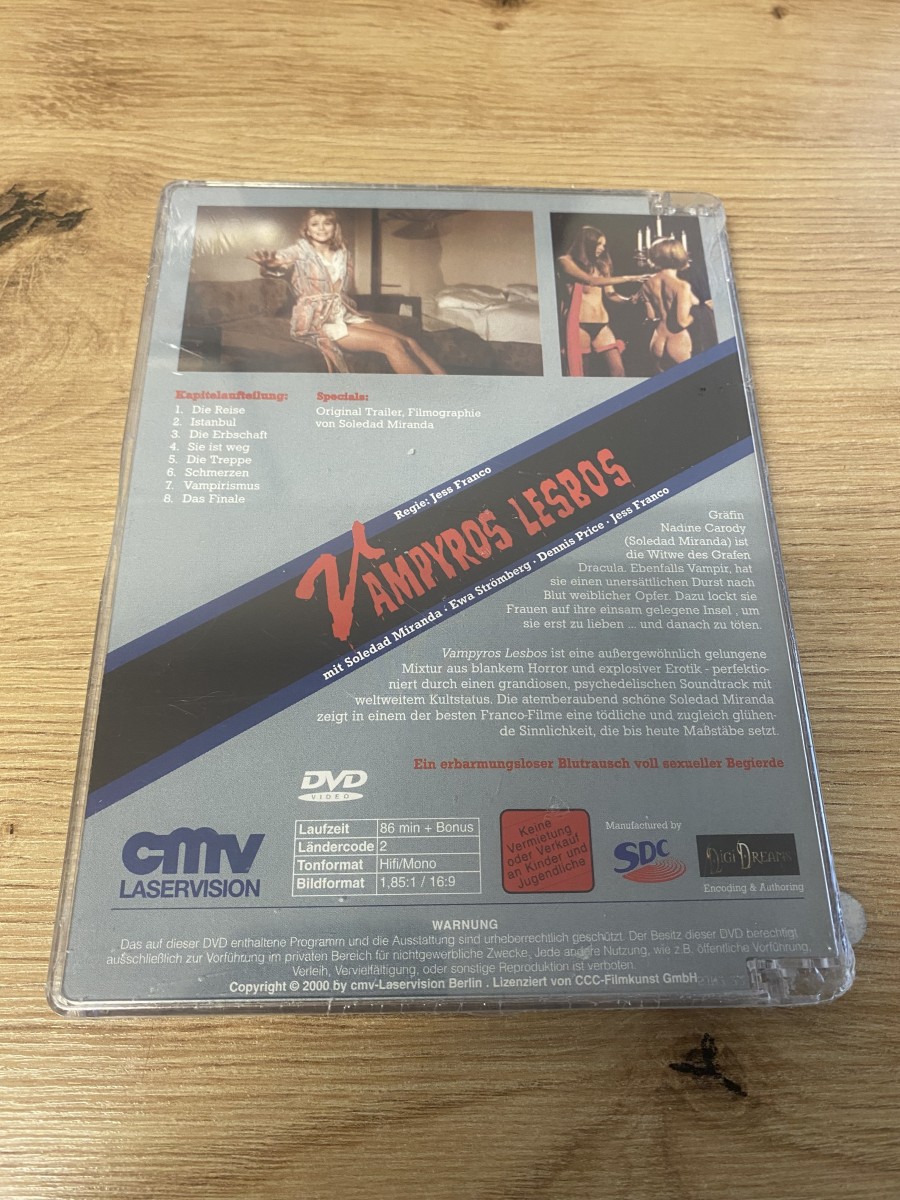 Kapitelaufteilung:
1. Die Reise
2. Istanbul
3. Die Erbschaft
4. Sie ist weg
5. Die Treppe
6. Schmerzen
7. Vampirismus
8. Das Finale
Specials:
Original Trailer, Filmographie
von Soledad Miranda
Regie: Jess Franco
VAMPYROS LESBOS
mit Soledad Miranda · Ewa Strömberg · Dennis Price · Jess Franco
Gräfin
Nadine Carody
(Soledad Miranda) ist
die Witwe des Grafen
Dracula. Ebenfalls Vampir, hat
sie einen unersättlichen Durst nach
Blut weiblicher Opfer. Dazu lockt sie
Frauen auf ihre einsam gelegene Insel , um
sie erst zu lieben ... und danach zu töten.
Vampyros Lesbos ist eine außergewöhnlich gelungene
Mixtur aus blankem Horror und explosiver Erotik - perfektio-
niert durch einen grandiosen, psychedelischen Soundtrack mit
weltweitem Kultstatus. Die atemberaubend schöne Soledad Miranda
zeigt in einem der besten Franco-Filme eine tödliche und zugleich glühen-
de Sinnlichkeit, die bis heute Maßstäbe setzt.
Ein erbarmungsloser Blutrausch voll sexueller Begierde
DVD
VIDEO
cmv
LASERVISION
Laufzeit 86 min + Bonus
Ländercode 2
Tonformat Hifi/Mono
Bildformat 1,85:1 / 16:9
Keine
Vermietung
oder Verkauf
an Kinder und
Jugendliche
Manufactured by
SDC
DIGIDREAMS
Encoding & Authoring
WARNUNG
Das auf dieser DVD enthaltene Programm und die Ausstattung sind urheberrechtlich geschützt. Der Besitz dieser DVD berechtigt
ausschließlich zur Vorführung im privaten Bereich für nichtgewerbliche Zwecke. Jede andere Nutzung, wie z.B. öffentliche Vorführung,
Verleih, Vervielfältigung, oder sonstige Reproduktion ist verboten.
Copyright © 2000 by cmv-Laservision Berlin . Lizenziert von CCC-Filmkunst GmbH